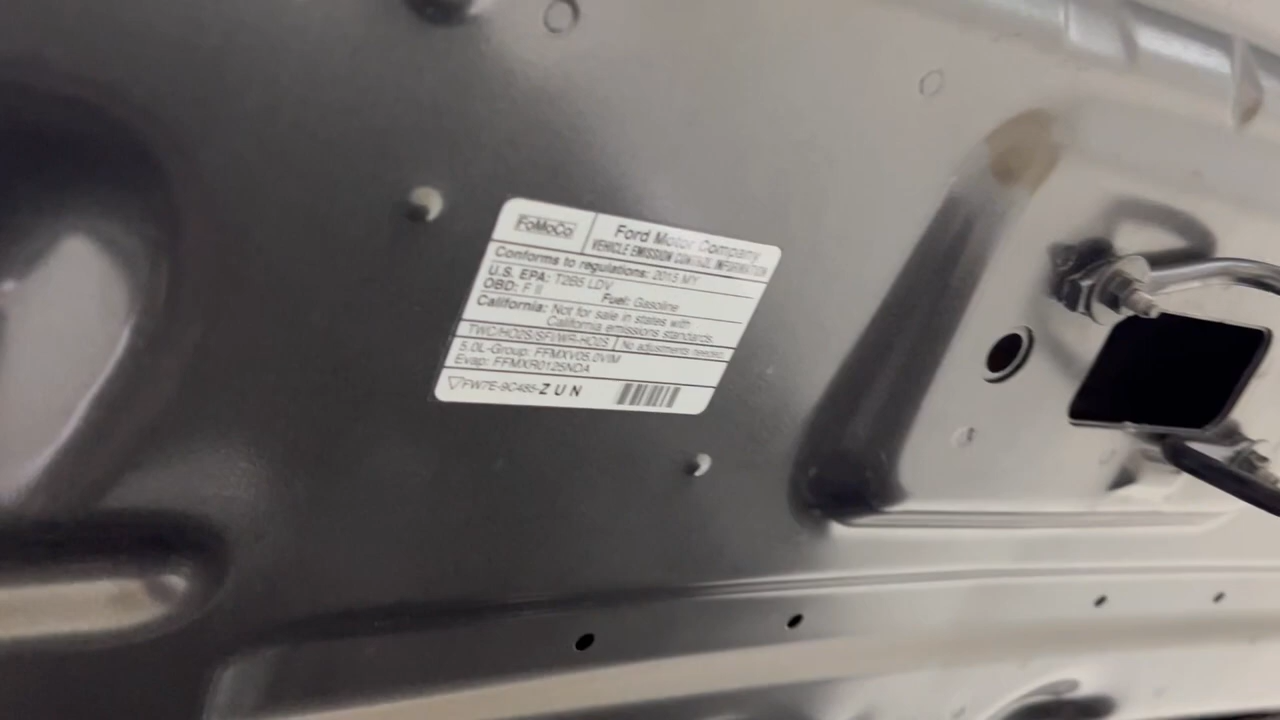 FoMoCo
Ford Motor Company
VEHICLE EMISSION CONTROL INFORMATION
Conforms to regulations: 2015 MY
U.S. EPA: T2B5 LDV
OBD: F II Fuel: Gasoline
California: Not for sale in states with
California emissions standards.
TWC/HO2S/SFI/WR-HO2S No adjustments needed.
5.0L-Group: FFMXV05.0VIM
Evap: FFMXR0125NDA
FW7E-9C485-ZUN